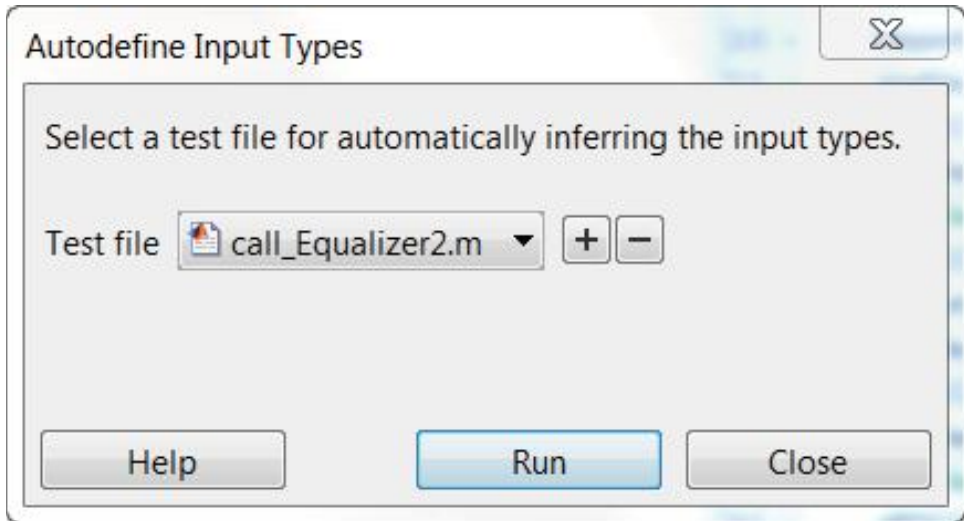 Autodefine Input Types
Select a test file for automatically inferring the input types.
Test file call_Equalizer2.m + −
Help Run Close